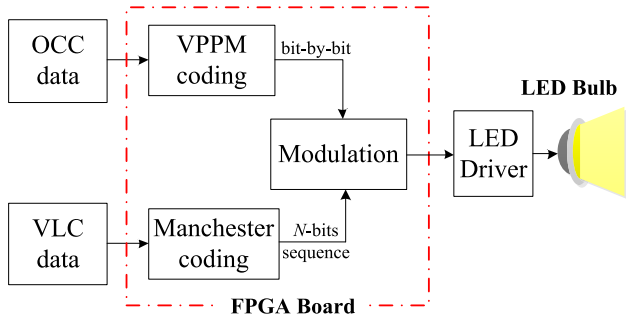 OCC
data
VPPM
coding
bit-by-bit
LED Bulb
Modulation
LED
Driver
VLC
data
Manchester
coding
N-bits
sequence
FPGA Board